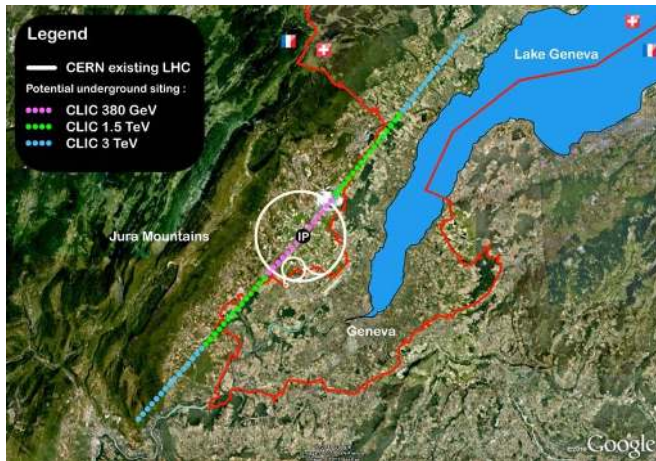 Legend
CERN existing LHC
Potential underground siting :
CLIC 380 GeV
CLIC 1.5 TeV
CLIC 3 TeV
Lake Geneva
Jura Mountains
IP
Geneva
Google